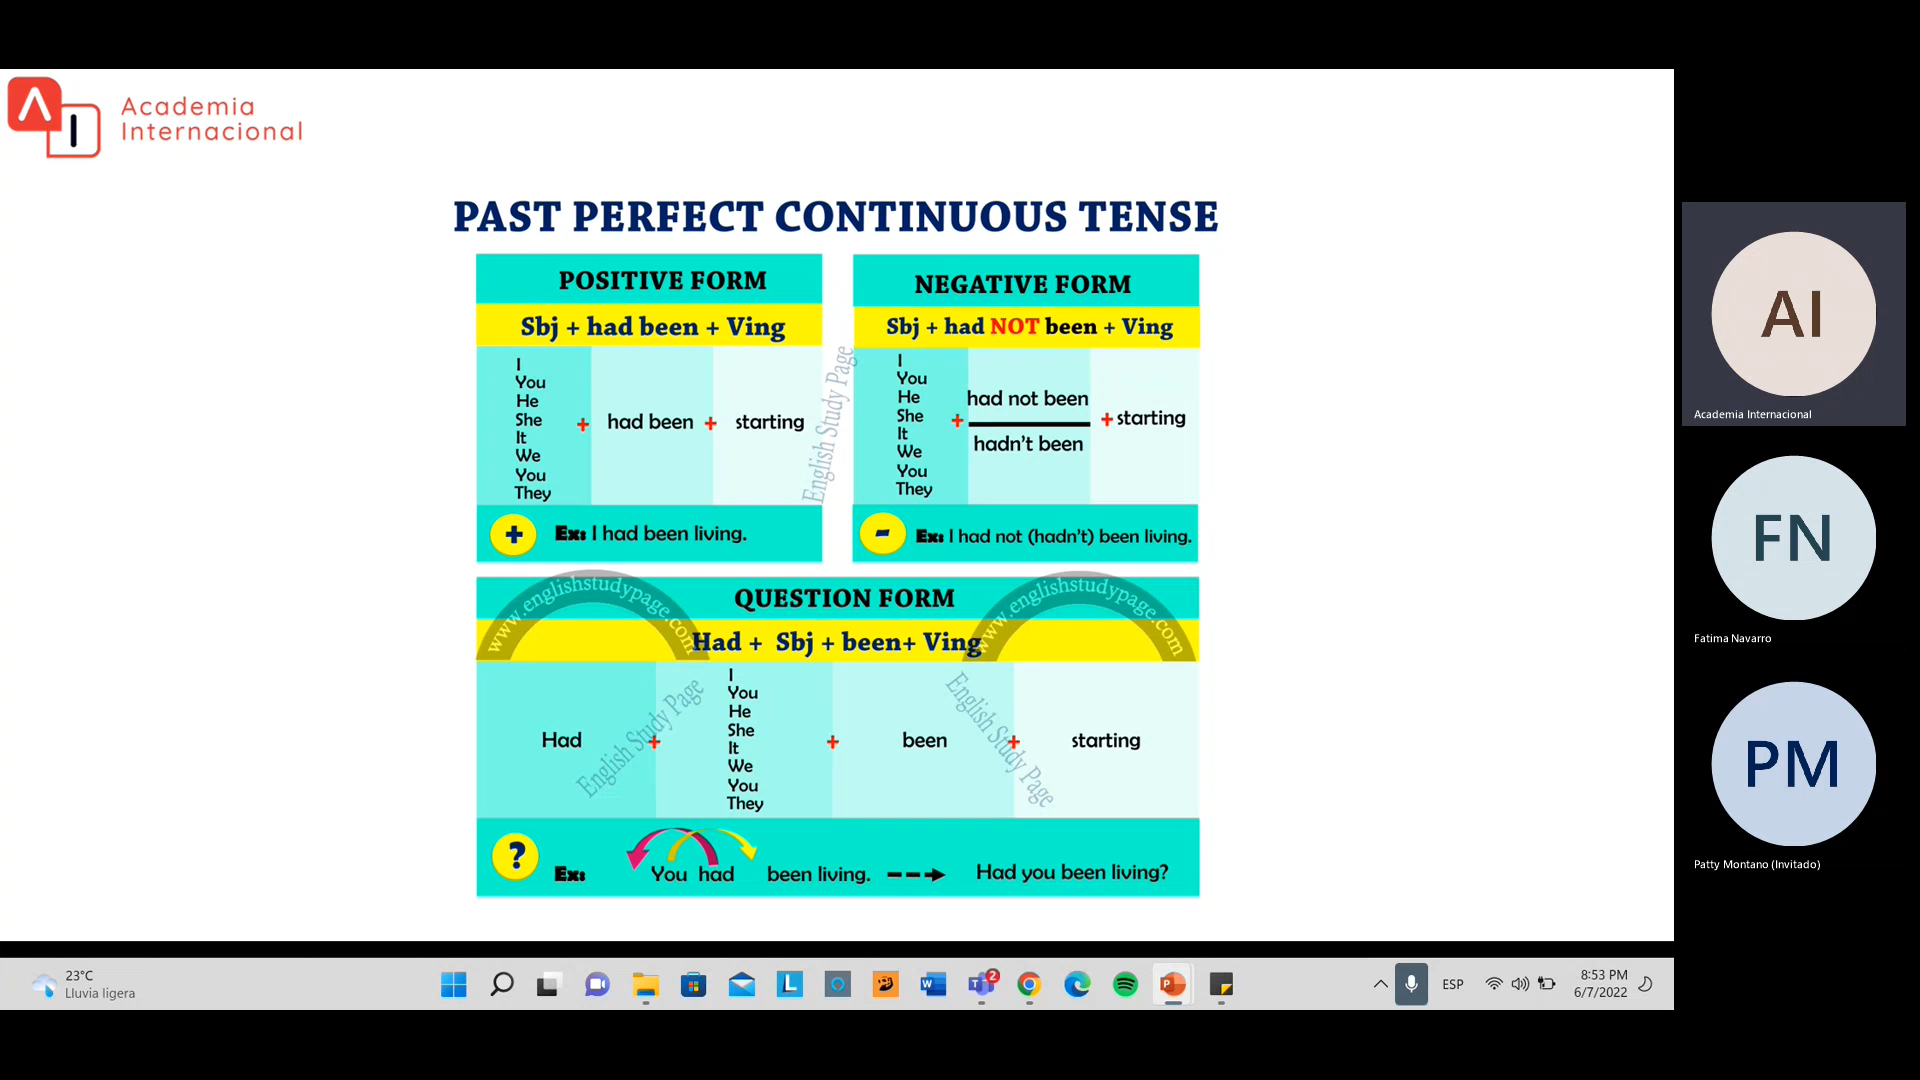 Academia
Internacional
PAST PERFECT CONTINUOUS TENSE
POSITIVE FORM
Sbj + had been + Ving
I
You
He
She
It
We
You
They
+ had been + starting
+ Ex: I had been living.
English Study Page
NEGATIVE FORM
Sbj + had NOT been + Ving
I
You
He
She
It
We
You
They
+ had not been
hadn't been
+ starting
- Ex: I had not (hadn't) been living.
www.englishstudypage.com
QUESTION FORM
www.englishstudypage.com
Had + Sbj + been+ Ving
Had +
I
You
He
She
It
We
You
They
+ been + starting
English Study Page
English Study Page
? Ex: You had been living. Had you been living?
AI
Academia Internacional
FN
Fatima Navarro
PM
Patty Montano (Invitado)
23°C
Lluvia ligera
L
W
T
2
P
ESP
8:53 PM
6/7/2022